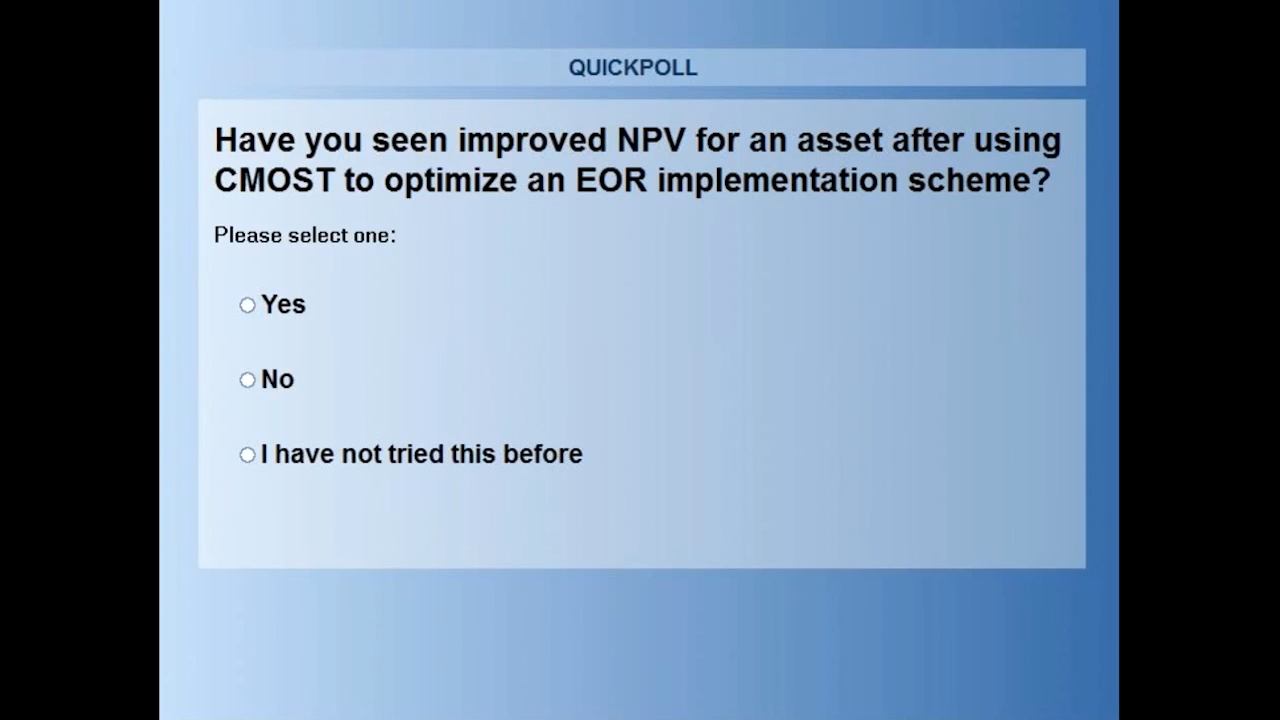 QUICKPOLL
Have you seen improved NPV for an asset after using
CMOST to optimize an EOR implementation scheme?
Please select one:
Yes
No
I have not tried this before